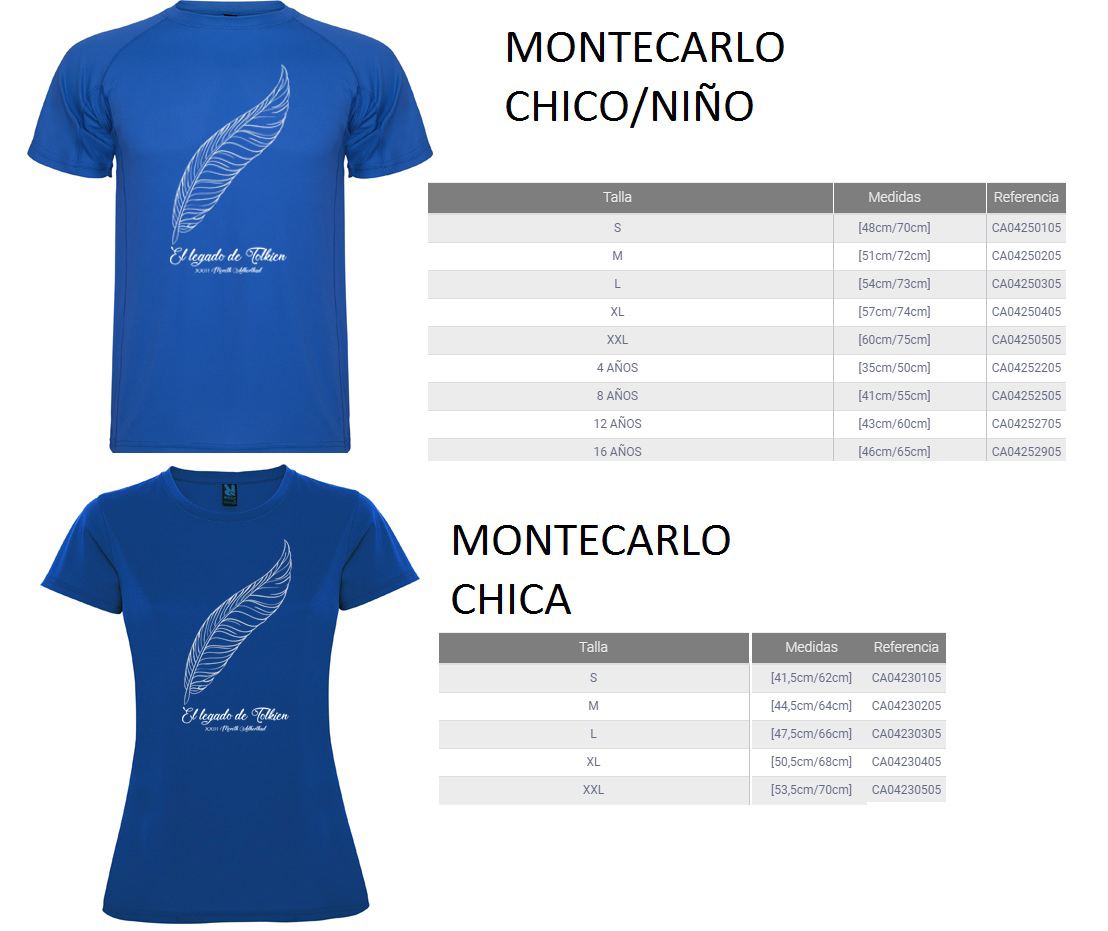 MONTECARLO
CHICO/NIÑO
El legado de Tolkien
Talla Medidas Referencia
S [48cm/70cm] CA04250105
M [51cm/72cm] CA04250205
L [54cm/73cm] CA04250305
XL [57cm/74cm] CA04250405
XXL [60cm/75cm] CA04250505
4 AÑOS [35cm/50cm] CA04252205
8 AÑOS [41cm/55cm] CA04252505
12 AÑOS [43cm/60cm] CA04252705
16 AÑOS [46cm/65cm] CA04252905
MONTECARLO
CHICA
El legado de Tolkien
Talla Medidas Referencia
S [41,5cm/62cm] CA04230105
M [44,5cm/64cm] CA04230205
L [47,5cm/66cm] CA04230305
XL [50,5cm/68cm] CA04230405
XXL [53,5cm/70cm] CA04230505